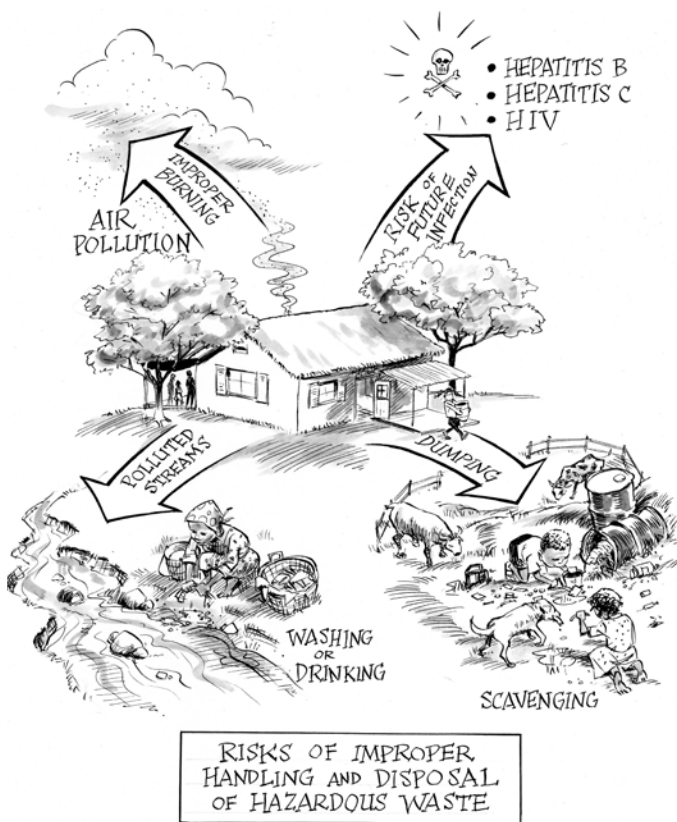 • HEPATITIS B
• HEPATITIS C
• HIV
IMPROPER
BURNING
AIR
POLLUTION
RISK OF
FUTURE
INFECTION
POLLUTED
STREAMS
DUMPING
WASHING
OR
DRINKING
SCAVENGING
RISKS OF IMPROPER
HANDLING AND DISPOSAL
OF HAZARDOUS WASTE